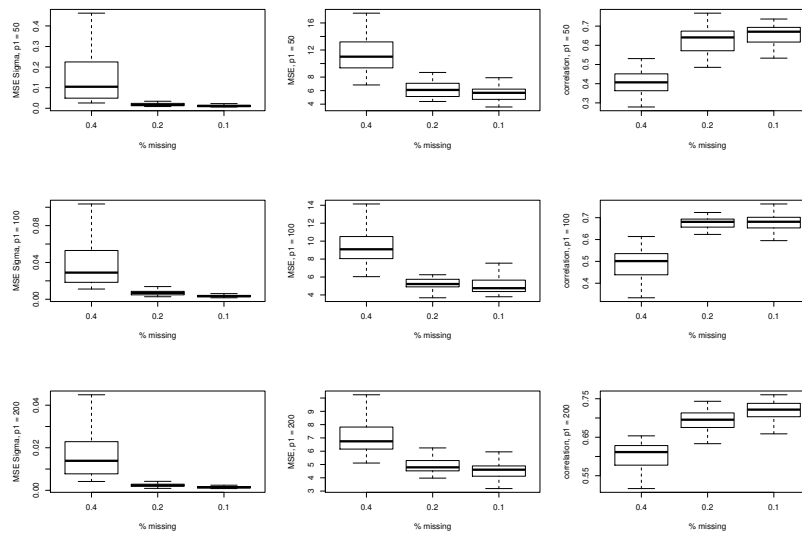 MSE Sigma, p1 = 50
0.0 0.1 0.2 0.3 0.4
0.4 0.2 0.1
% missing
MSE, p1 = 50
6 8 12 16
0.4 0.2 0.1
% missing
correlation, p1 = 50
0.3 0.4 0.5 0.6 0.7
0.4 0.2 0.1
% missing
MSE Sigma, p1 = 100
0.00 0.04 0.08
0.4 0.2 0.1
% missing
MSE, p1 = 100
4 6 8 10 12 14
0.4 0.2 0.1
% missing
correlation, p1 = 100
0.4 0.5 0.6 0.7
0.4 0.2 0.1
% missing
MSE Sigma, p1 = 200
0.00 0.02 0.04
0.4 0.2 0.1
% missing
MSE, p1 = 200
3 4 5 6 7 8 9
0.4 0.2 0.1
% missing
correlation, p1 = 200
0.55 0.65 0.75
0.4 0.2 0.1
% missing